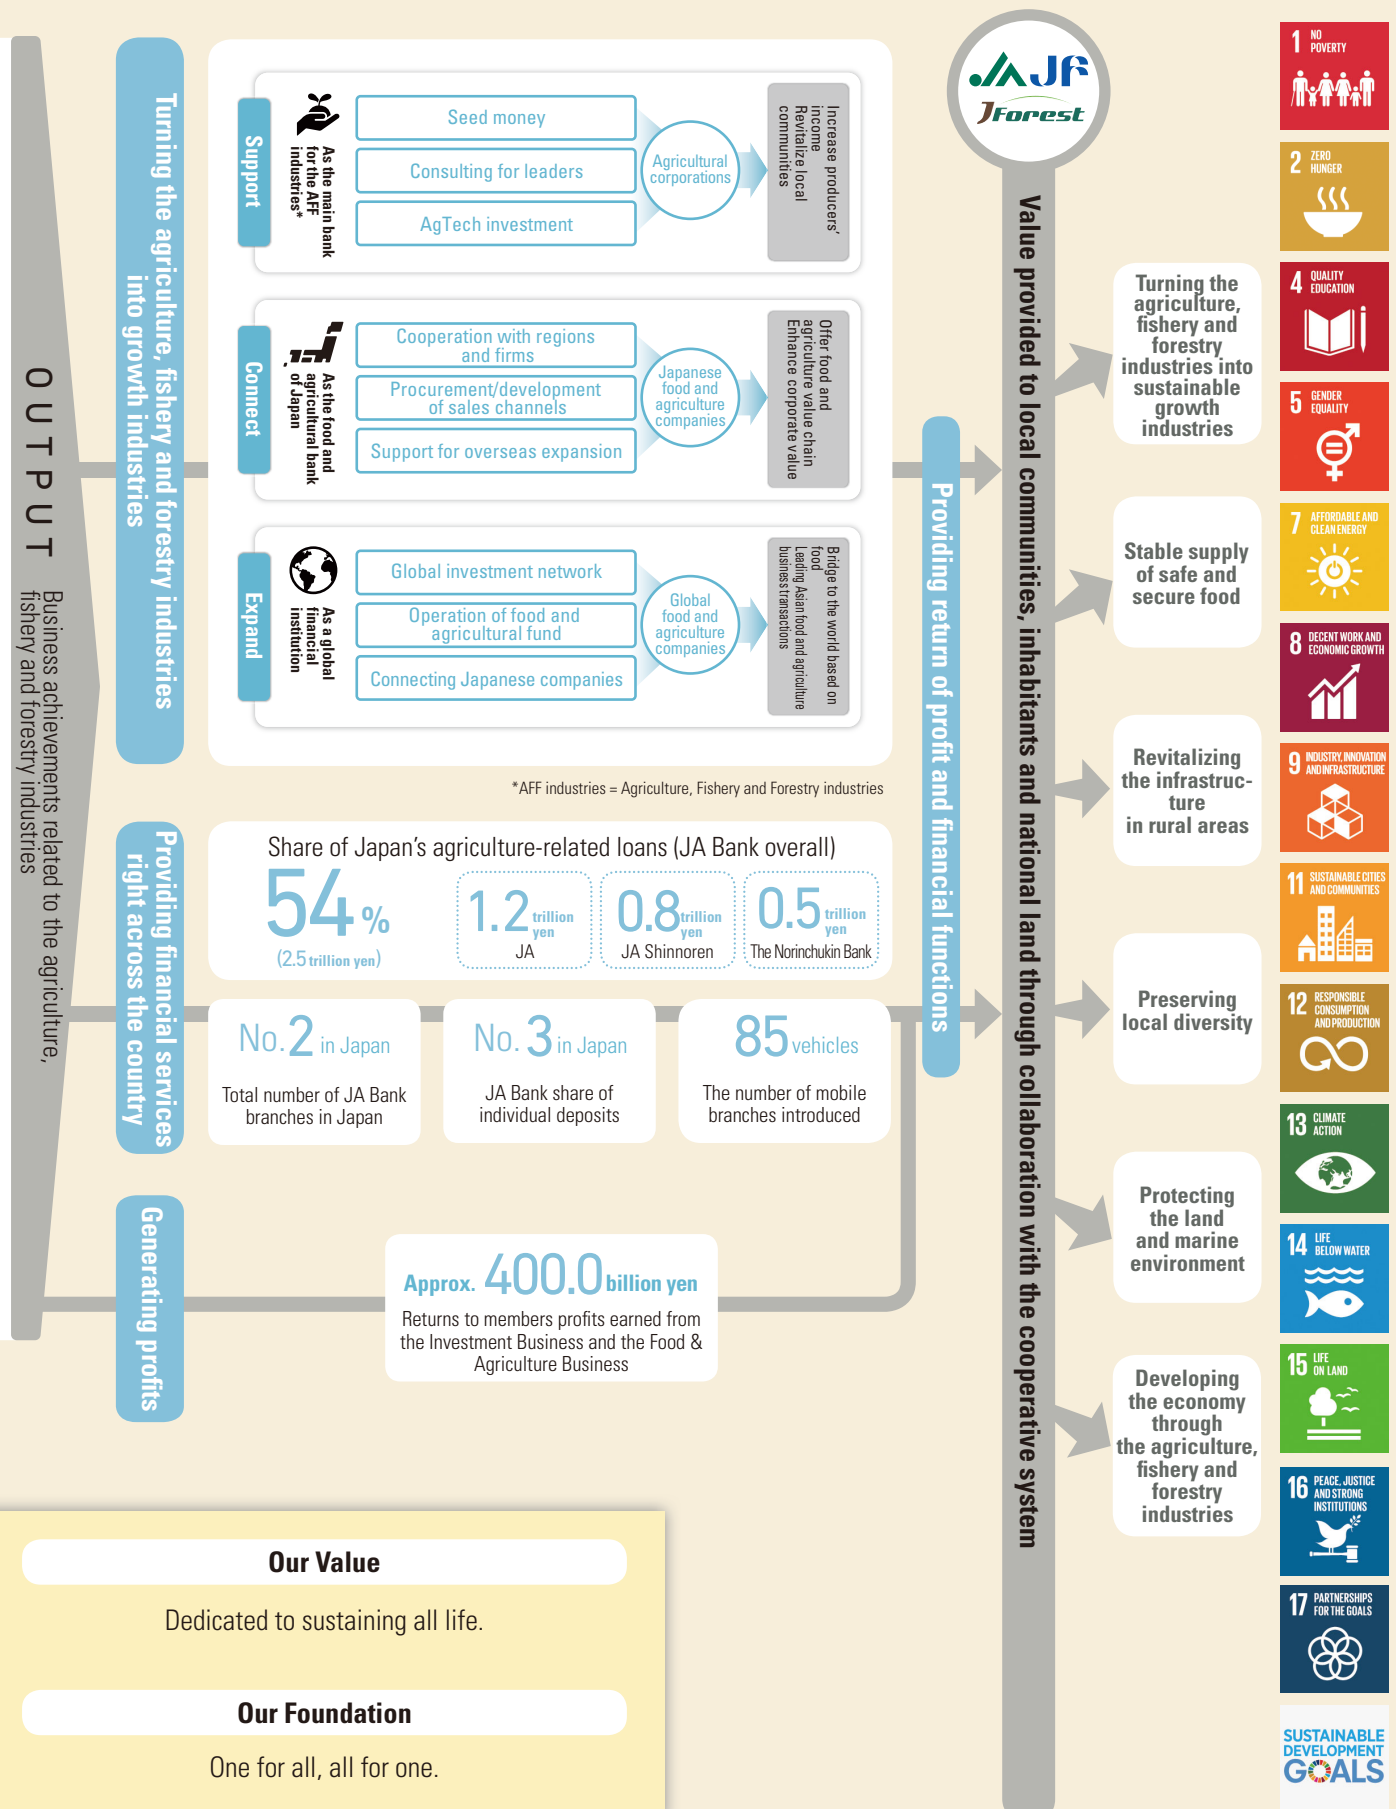 OUTPUT
Business achievements related to the agriculture,
fishery and forestry industries
Turning the agriculture, fishery and forestry industries
into growth industries
Support
As the main bank
for the AFF
industries*
Seed money
Consulting for leaders
AgTech investment
Agricultural
corporations
Increase producers'
income
Revitalize local
communities
Connect
As the food and
agricultural bank
of Japan
Cooperation with regions
and firms
Procurement/development
of sales channels
Support for overseas expansion
Japanese
food and
agriculture
companies
Offer food and
agriculture value chain
Enhance corporate value
Expand
As a global
financial
institution
Global investment network
Operation of food and
agricultural fund
Connecting Japanese companies
Global
food and
agriculture
companies
Bridge to the world based on
food
Leading Asian food and agriculture
business transactions
*AFF industries = Agriculture, Fishery and Forestry industries
Providing financial services
right across the country
Share of Japan's agriculture-related loans (JA Bank overall)
54%
(2.5 trillion yen)
1.2 trillion
yen
JA
0.8 trillion
yen
JA Shinnoren
0.5 trillion
yen
The Norinchukin Bank
No. 2 in Japan
Total number of JA Bank
branches in Japan
No. 3 in Japan
JA Bank share of
individual deposits
85 vehicles
The number of mobile
branches introduced
Generating profits
Approx. 400.0 billion yen
Returns to members profits earned from
the Investment Business and the Food &
Agriculture Business
Providing return of profit and financial functions
JA JF
JForest
Value provided to local communities, inhabitants and national land through collaboration with the cooperative system
Turning the
agriculture,
fishery and
forestry
industries into
sustainable
growth
industries
Stable supply
of safe and
secure food
Revitalizing
the infrastruc-
ture
in rural areas
Preserving
local diversity
Protecting
the land
and marine
environment
Developing
the economy
through
the agriculture,
fishery and
forestry
industries
1 NO
POVERTY
2 ZERO
HUNGER
4 QUALITY
EDUCATION
5 GENDER
EQUALITY
7 AFFORDABLE AND
CLEAN ENERGY
8 DECENT WORK AND
ECONOMIC GROWTH
9 INDUSTRY, INNOVATION
AND INFRASTRUCTURE
11 SUSTAINABLE CITIES
AND COMMUNITIES
12 RESPONSIBLE
CONSUMPTION
AND PRODUCTION
13 CLIMATE
ACTION
14 LIFE
BELOW WATER
15 LIFE
ON LAND
16 PEACE, JUSTICE
AND STRONG
INSTITUTIONS
17 PARTNERSHIPS
FOR THE GOALS
SUSTAINABLE
DEVELOPMENT
GOALS
Our Value
Dedicated to sustaining all life.
Our Foundation
One for all, all for one.